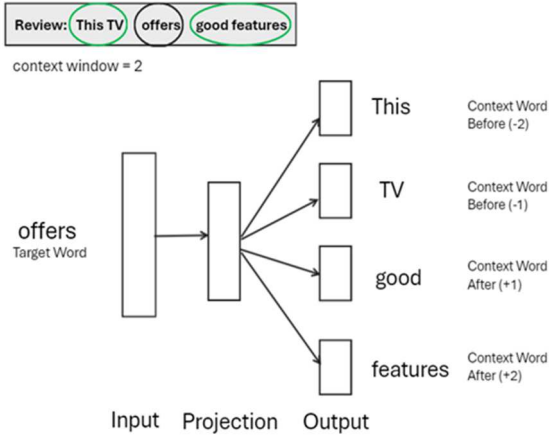 Review: This TV offers good features
context window = 2
This
Context Word
Before (-2)
TV
Context Word
Before (-1)
offers
Target Word
good
Context Word
After (+1)
features
Context Word
After (+2)
Input Projection Output